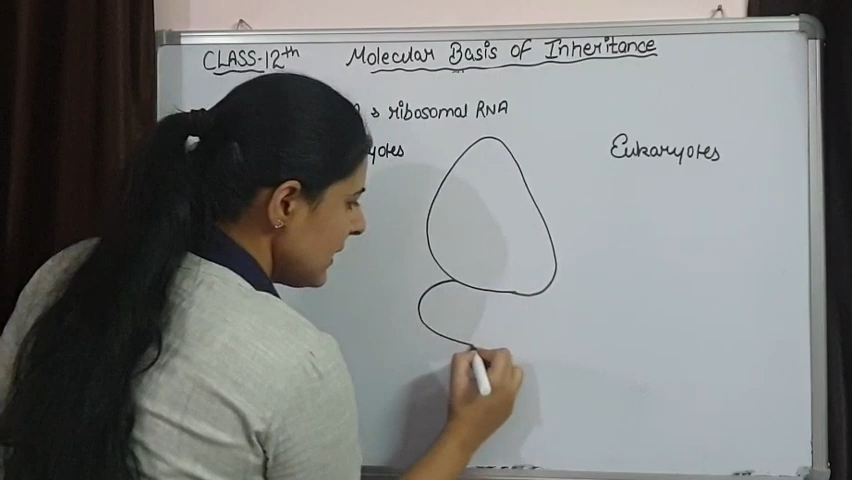 CLASS-12th Molecular Basis of Inheritance
ribosomal RNA
Eukaryotes